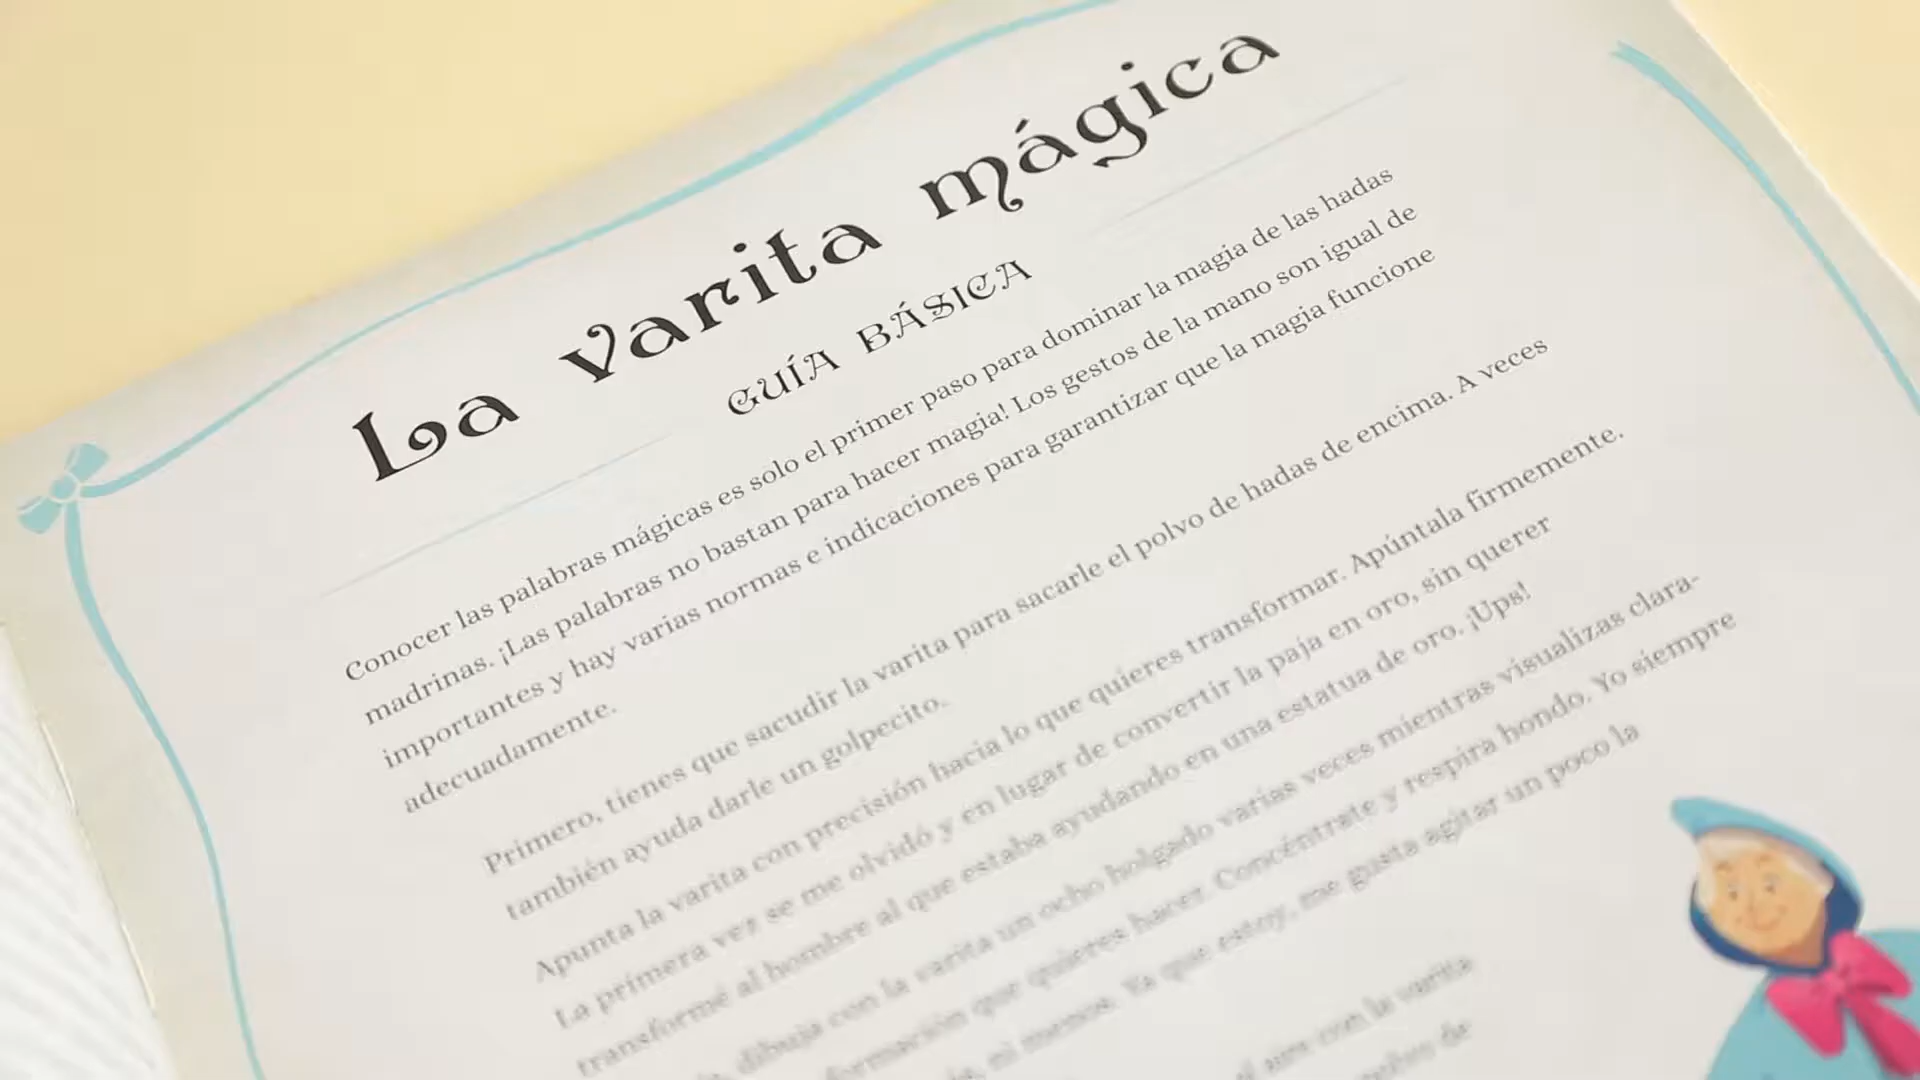 La varita mágica
GUÍA BÁSICA
Conocer las palabras mágicas es solo el primer paso para dominar la magia de las hadas
madrinas. ¡Las palabras no bastan para hacer magia! Los gestos de la mano son igual de
importantes y hay varias normas e indicaciones para garantizar que la magia funcione
adecuadamente.
Primero, tienes que sacudir la varita para sacarle el polvo de hadas de encima. A veces
también ayuda darle un golpecito.
Apunta la varita con precisión hacia lo que quieres transformar. Apúntala firmemente.
La primera vez se me olvidó y en lugar de convertir la paja en oro, sin querer
transformé al hombre al que estaba ayudando en una estatua de oro. ¡Ups!
dibuja con la varita un ocho holgado varias veces mientras visualizas clara-
que quieres hacer. Concéntrate y respira hondo. Yo siempre
ni menos. Ya que estoy, me gusta agitar un poco la
con la varita
de